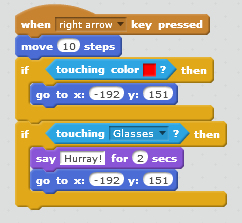 when right arrow key pressed
move 10 steps
if touching color ? then
go to x: -192 y: 151
if touching Glasses ? then
say Hurray! for 2 secs
go to x: -192 y: 151